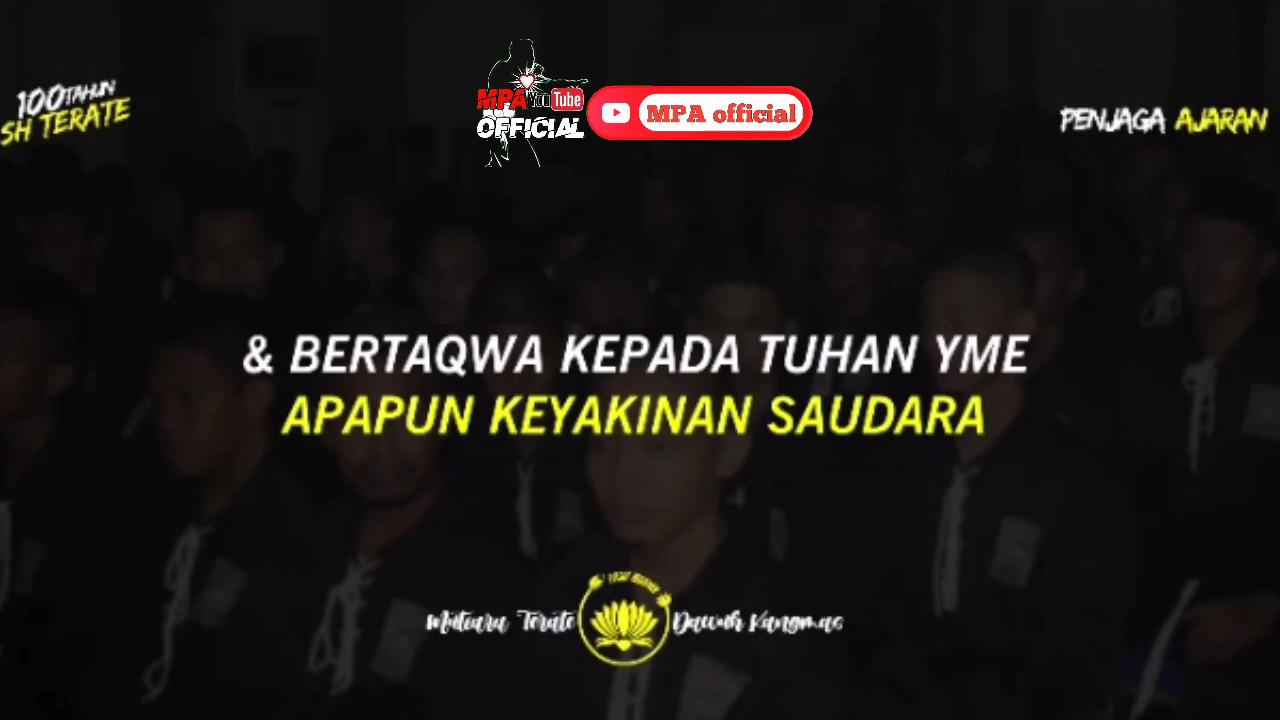 100 TAHUN
SH TERATE
MPA YouTube
OFFICIAL
MPA official
PENJAGA AJARAN
& BERTAQWA KEPADA TUHAN YME
APAPUN KEYAKINAN SAUDARA
Mutiara Terate
Dawuh Kangmas